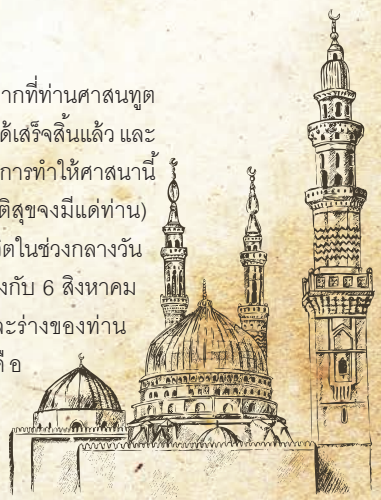 ากที่ท่านศาสนทูต
ด้เสร็จสิ้นแล้ว และ
การทำให้ศาสนานี้
ติสุขจงมีแด่ท่าน)
ตในช่วงกลางวัน
งกับ 6 สิงหาคม
ะร่างของท่าน
คือ